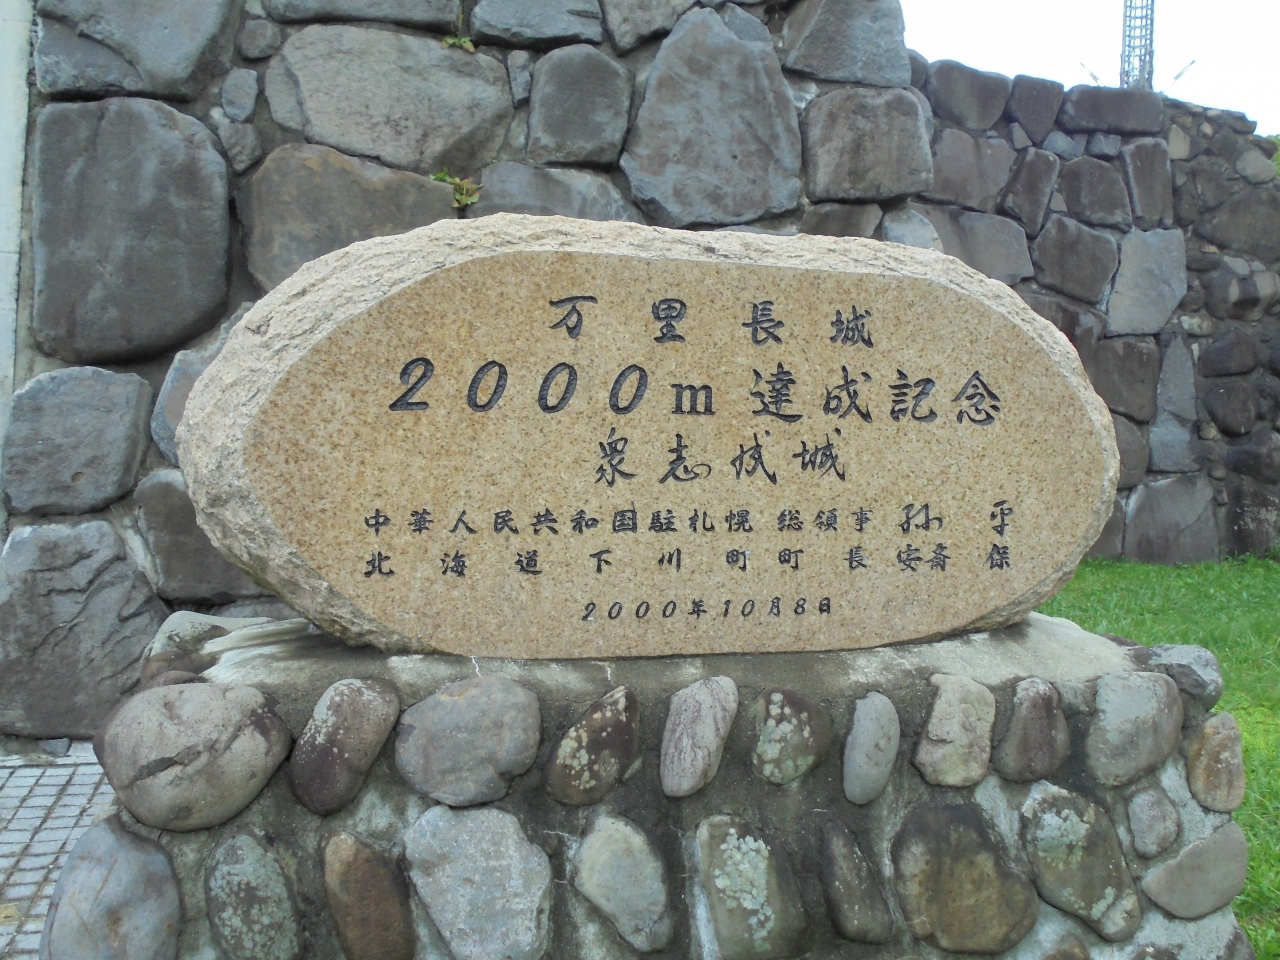 万里長城
2000m達成記念
衆志成城
中華人民共和国駐札幌 総領事 孫 平
北海道下川町町 長 安斎 保
2000年10月8日